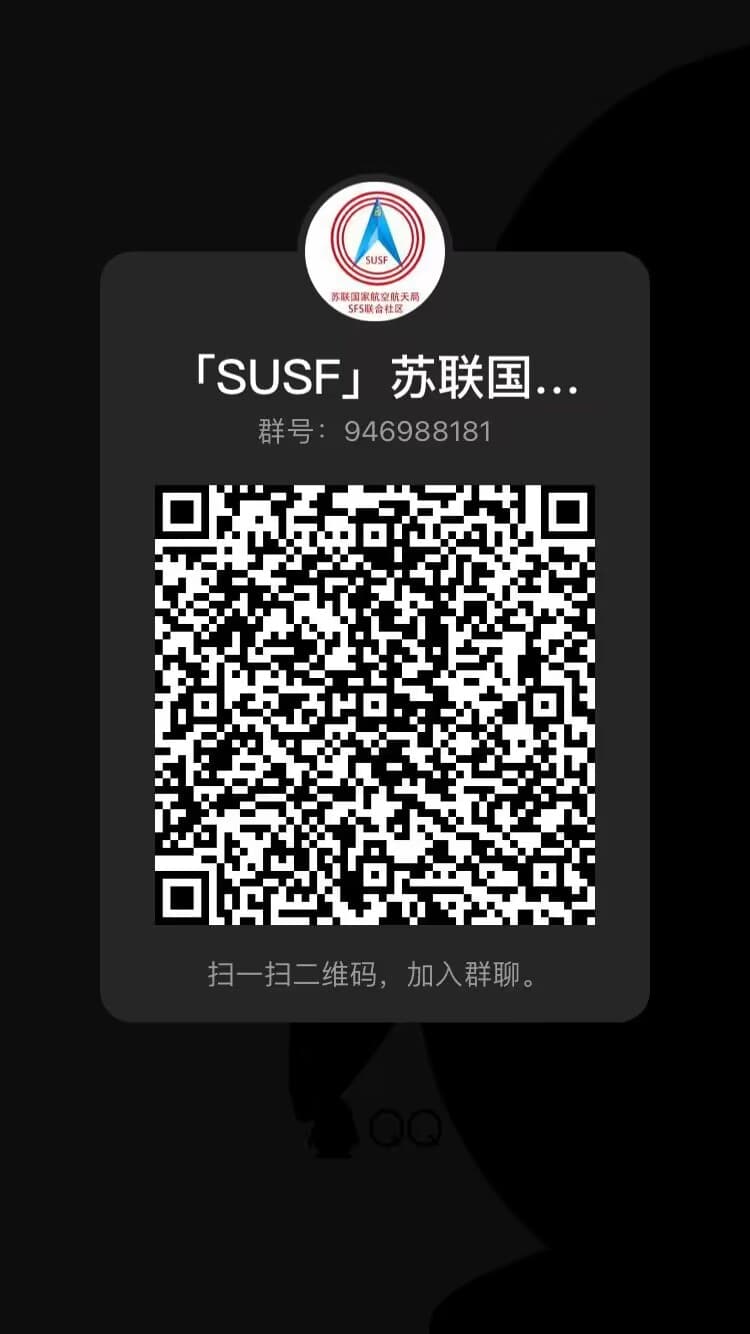 SUSF
苏联国家航空航天局
SFS联合社区
「SUSF」苏联国...
群号：946988181
扫一扫二维码，加入群聊。
QQ